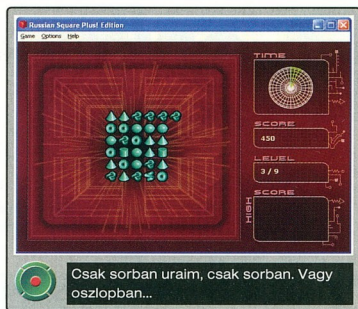 Russian Square Plus! Edition
Game Options Help
TIME
SCORE
450
LEVEL
3 / 9
HIGH SCORE
Csak sorban uraim, csak sorban. Vagy
oszlopban...